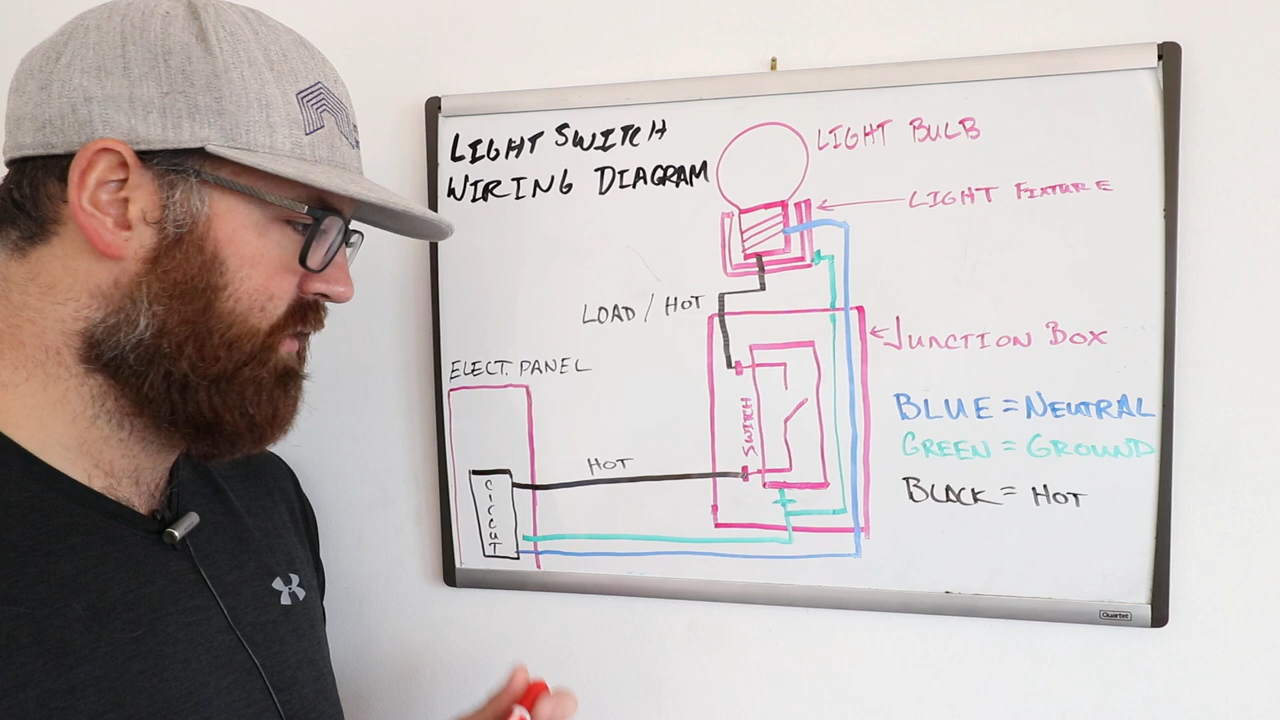 LIGHT SWITCH
WIRING DIAGRAM
LIGHT BULB
LIGHT FIXTURE
LOAD / HOT
JUNCTION BOX
ELECT. PANEL
SWITCH
BLUE = NEUTRAL
GREEN = GROUND
BLACK = HOT
HOT
CIRCUT
Quartet